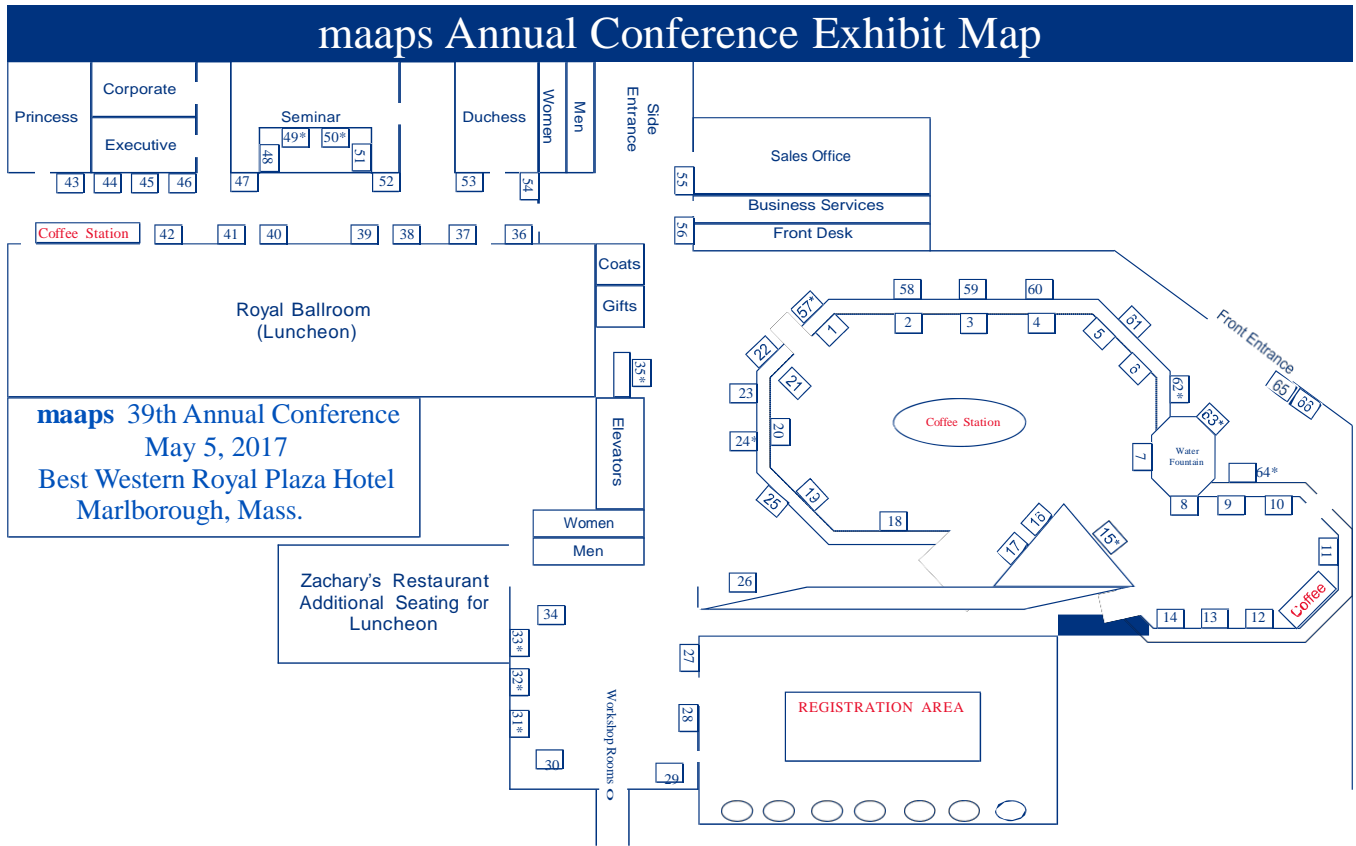 maaps Annual Conference Exhibit Map
Princess
Corporate
Executive
Seminar
49*
50*
48
51
Duchess
Women
Men
Side
Entrance
Sales Office
Business Services
Front Desk
43
44
45
46
47
52
53
54
55
56
Coffee Station
42
41
40
39
38
37
36
Coats
Gifts
Royal Ballroom
(Luncheon)
35*
Elevators
maaps 39th Annual Conference
May 5, 2017
Best Western Royal Plaza Hotel
Marlborough, Mass.
Women
Men
Zachary's Restaurant
Additional Seating for
Luncheon
34
33*
32*
31*
30
29
Workshop Rooms
57*
58
59
60
61
1
2
3
4
5
6
22
21
23
20
24*
25
19
18
Coffee Station
62*
63*
7
Water
Fountain
64*
8
9
10
11
Front Entrance
65
66
17
16
15*
Coffee
14
13
12
26
27
28
REGISTRATION AREA